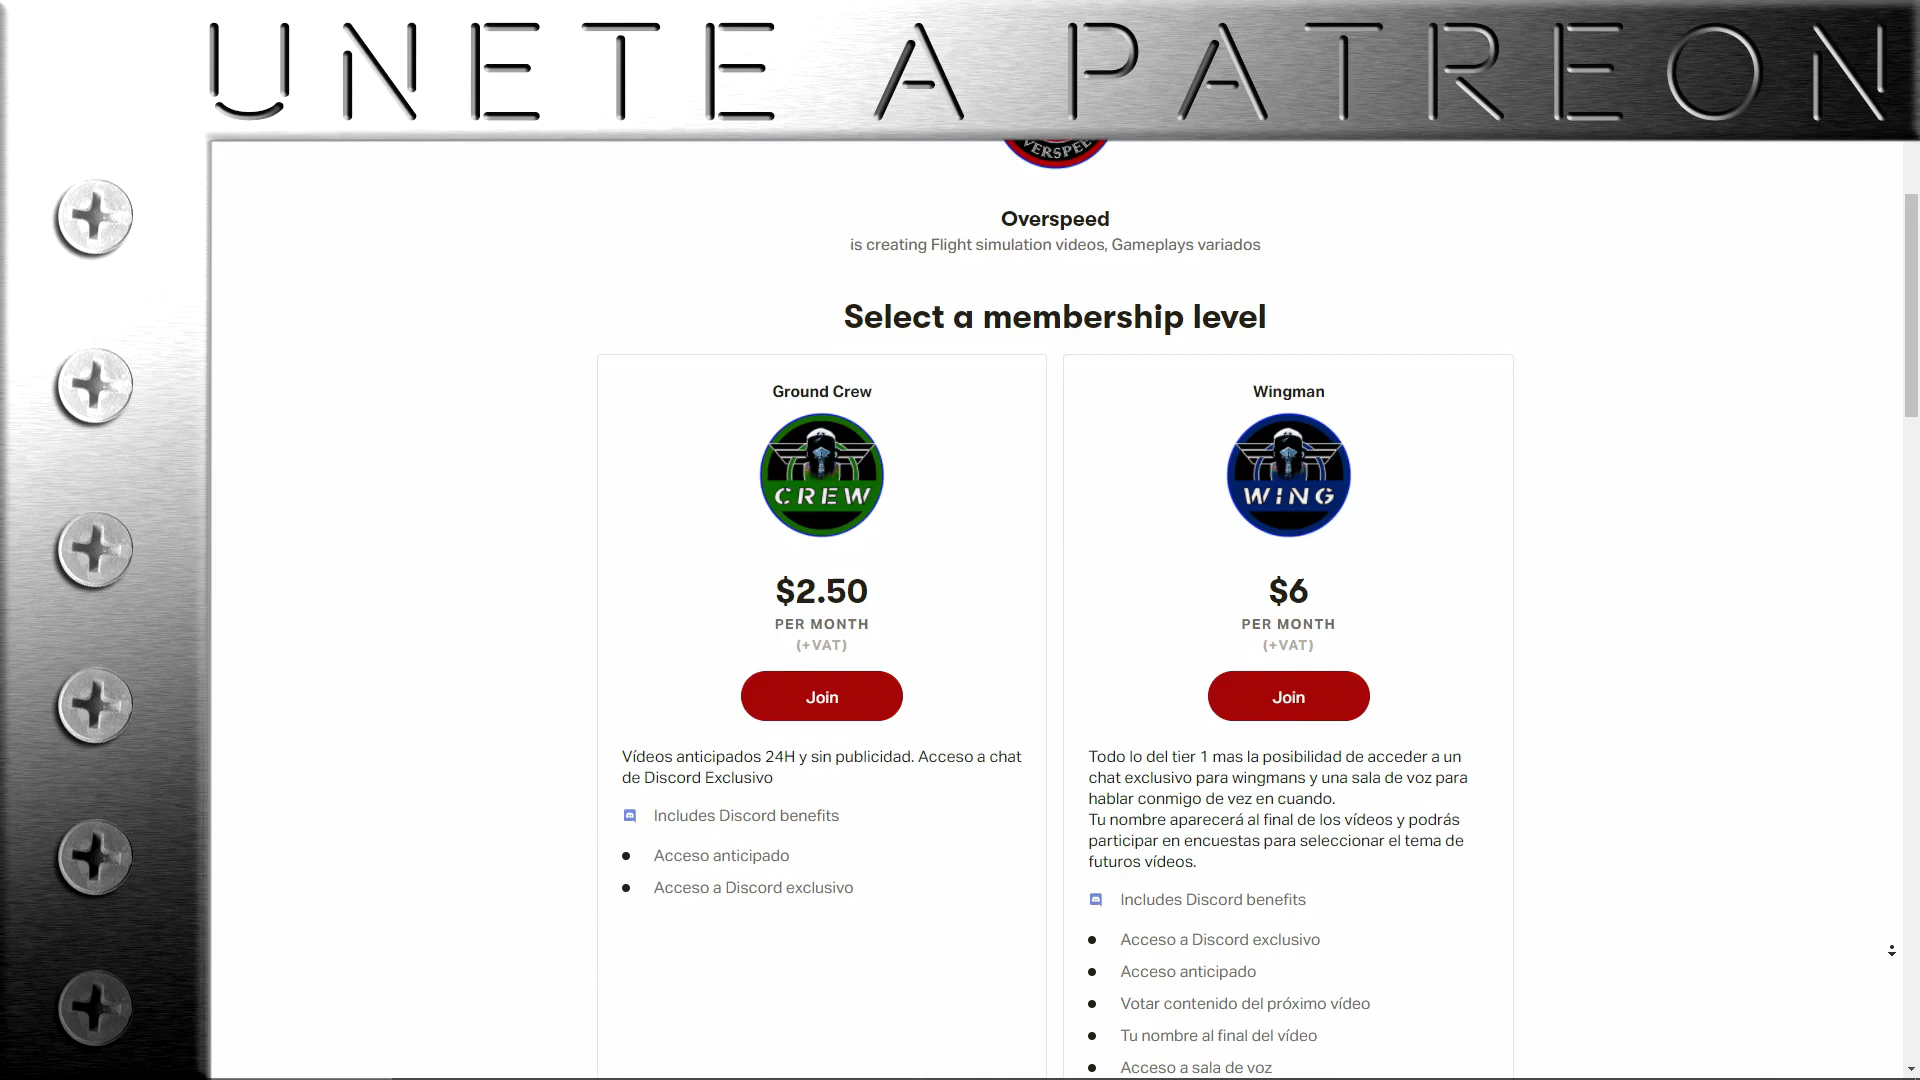 UNETE A PATREON
VERSPEE
Overspeed
is creating Flight simulation videos, Gameplays variados
Select a membership level
Ground Crew
CREW
$2.50
PER MONTH
(+VAT)
Join
Vídeos anticipados 24H y sin publicidad. Acceso a chat
de Discord Exclusivo
Includes Discord benefits
Acceso anticipado
Acceso a Discord exclusivo
Wingman
WING
$6
PER MONTH
(+VAT)
Join
Todo lo del tier 1 mas la posibilidad de acceder a un
chat exclusivo para wingmans y una sala de voz para
hablar conmigo de vez en cuando.
Tu nombre aparecerá al final de los vídeos y podrás
participar en encuestas para seleccionar el tema de
futuros vídeos.
Includes Discord benefits
Acceso a Discord exclusivo
Acceso anticipado
Votar contenido del próximo vídeo
Tu nombre al final del vídeo
Acceso a sala de voz